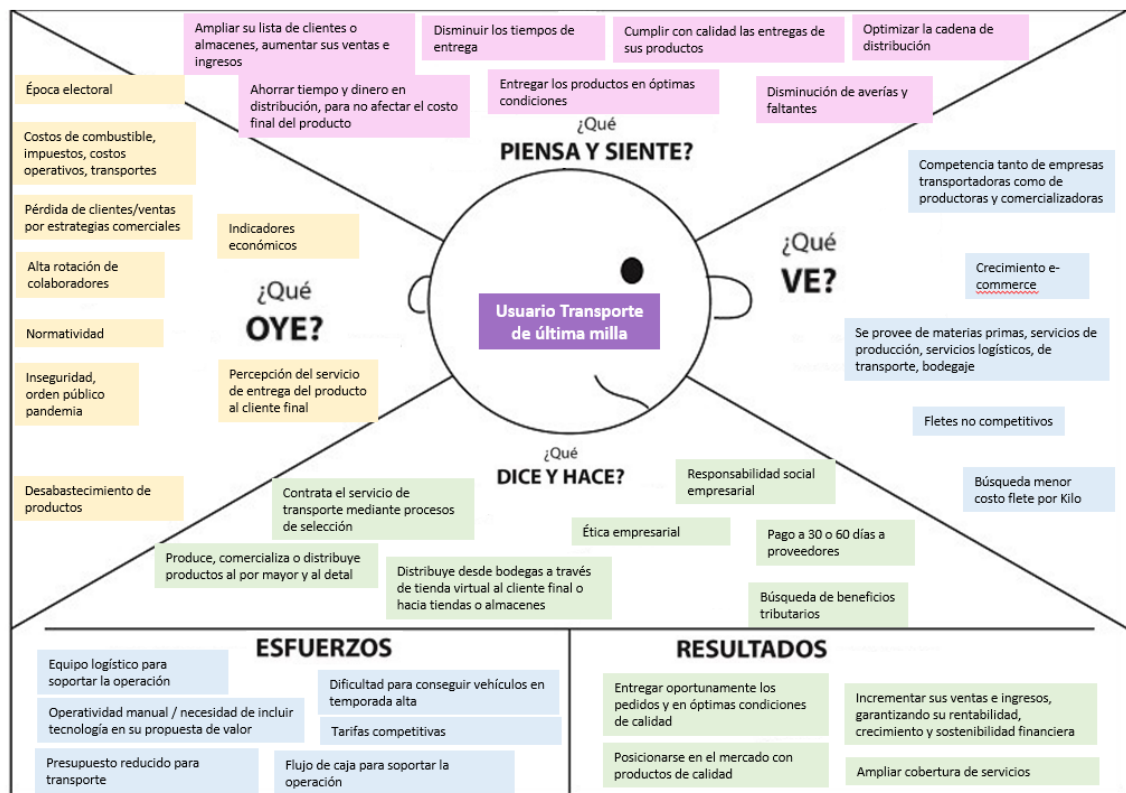 Ampliar su lista de clientes o
almacenes, aumentar sus ventas e
ingresos
Disminuir los tiempos de
entrega
Cumplir con calidad las entregas de
sus productos
Optimizar la cadena de
distribución
Ahorrar tiempo y dinero en
distribución, para no afectar el costo
final del producto
Entregar los productos en óptimas
condiciones
Disminución de averías y
faltantes
¿Qué
PIENSA Y SIENTE?
Época electoral
Costos de combustible,
impuestos, costos
operativos, transportes
Pérdida de clientes/ventas
por estrategias comerciales
Indicadores
económicos
Alta rotación de
colaboradores
¿Qué
OYE?
Normatividad
Inseguridad,
orden público
pandemia
Percepción del servicio
de entrega del producto
al cliente final
Desabastecimiento de
productos
Usuario Transporte
de última milla
¿Qué
VE?
Competencia tanto de empresas
transportadoras como de
productoras y comercializadoras
Crecimiento e-
commerce
Se provee de materias primas, servicios de
producción, servicios logísticos, de
transporte, bodegaje
Fletes no competitivos
Búsqueda menor
costo flete por Kilo
¿Qué
DICE Y HACE?
Contrata el servicio de
transporte mediante procesos
de selección
Responsabilidad social
empresarial
Ética empresarial
Pago a 30 o 60 días a
proveedores
Produce, comercializa o distribuye
productos al por mayor y al detal
Distribuye desde bodegas a través
de tienda virtual al cliente final o
hacia tiendas o almacenes
Búsqueda de beneficios
tributarios
ESFUERZOS
Equipo logístico para
soportar la operación
Dificultad para conseguir vehículos en
temporada alta
Operatividad manual / necesidad de incluir
tecnología en su propuesta de valor
Tarifas competitivas
Presupuesto reducido para
transporte
Flujo de caja para soportar la
operación
RESULTADOS
Entregar oportunamente los
pedidos y en óptimas condiciones
de calidad
Incrementar sus ventas e ingresos,
garantizando su rentabilidad,
crecimiento y sostenibilidad financiera
Posicionarse en el mercado con
productos de calidad
Ampliar cobertura de servicios